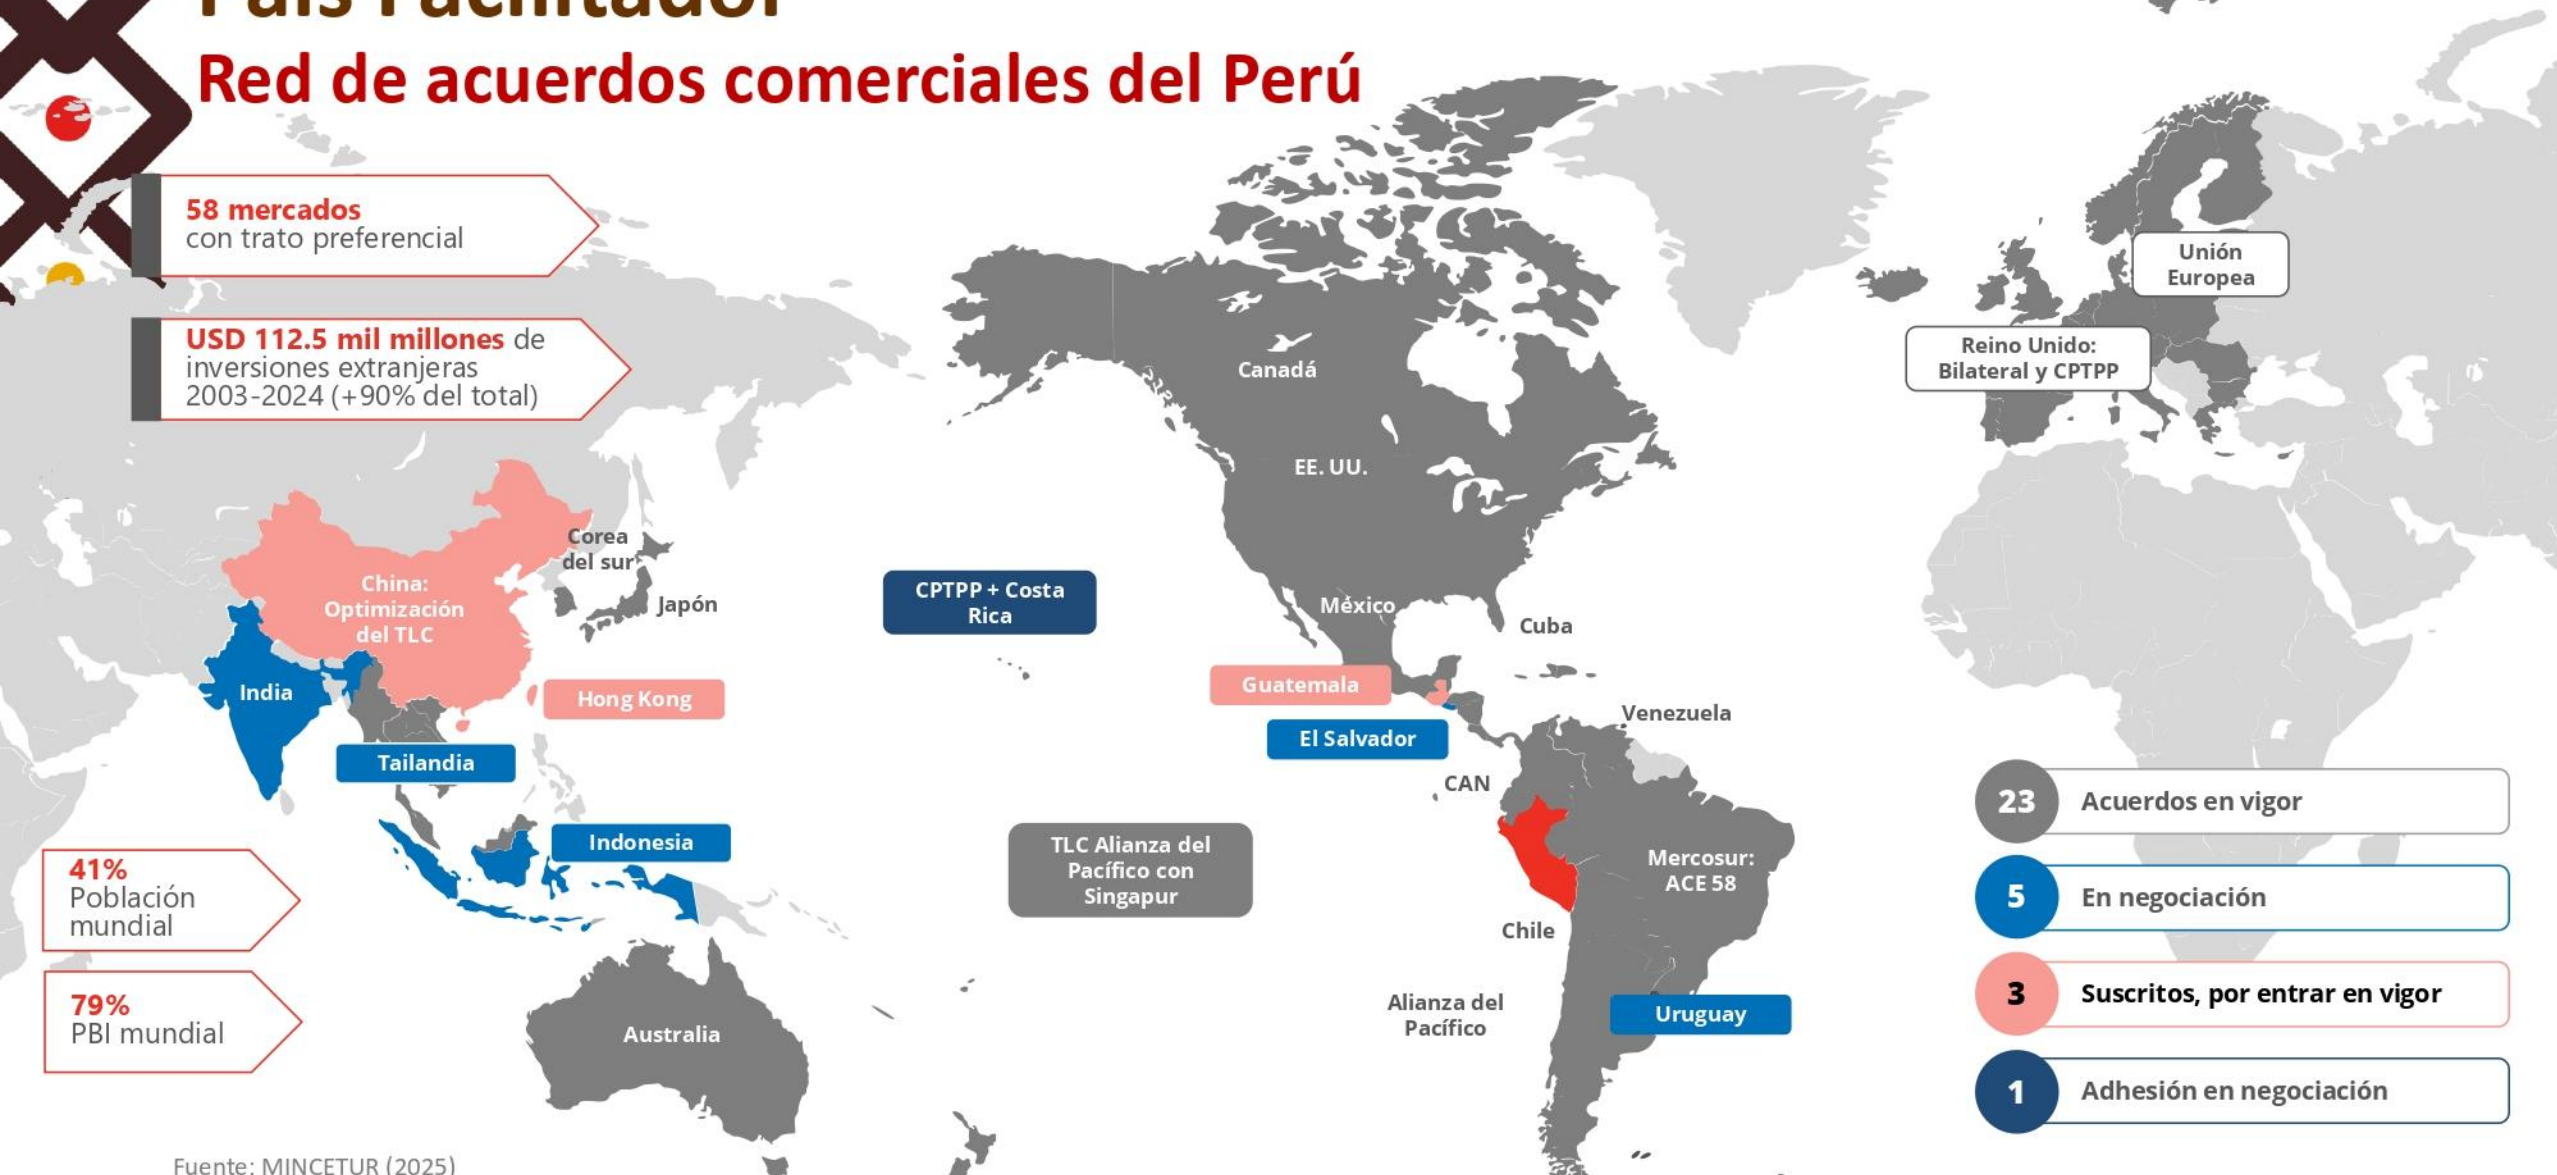 País Facilitador
Red de acuerdos comerciales del Perú
58 mercados
con trato preferencial
USD 112.5 mil millones de
inversiones extranjeras
2003-2024 (+90% del total)
Unión
Europea
Reino Unido:
Bilateral y CPTPP
Canadá
EE. UU.
Corea
del sur
China:
Optimización
del TLC
Japón
CPTPP + Costa
Rica
México
Cuba
India
Hong Kong
Guatemala
Venezuela
El Salvador
Tailandia
CAN
Indonesia
TLC Alianza del
Pacífico con
Singapur
Mercosur:
ACE 58
Chile
Alianza del
Pacífico
Uruguay
Australia
41%
Población
mundial
79%
PBI mundial
23 Acuerdos en vigor
5 En negociación
3 Suscritos, por entrar en vigor
1 Adhesión en negociación
Fuente: MINCETUR (2025)